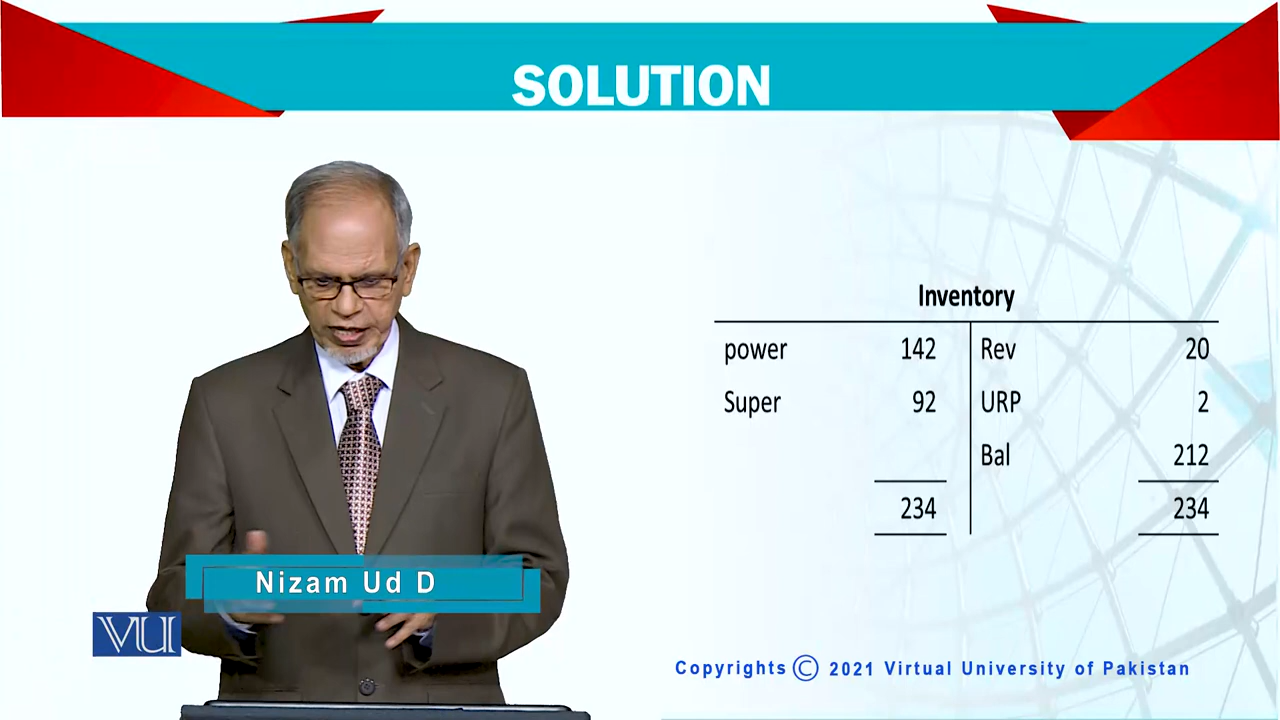 SOLUTION
Inventory
power 142 Rev 20
Super 92 URP 2
Bal 212
234 234
Nizam Ud D
VU
Copyrights © 2021 Virtual University of Pakistan